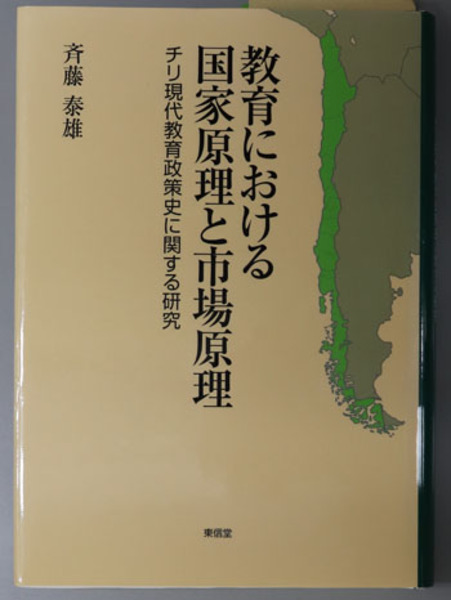 教育における
国家原理と市場原理
チリ現代教育政策史に関する研究
斉藤 泰雄
東信堂